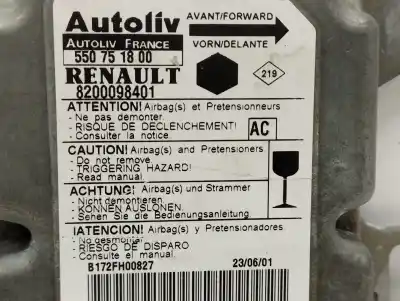 Autoliv
AVANT/FORWARD
AUTOLIV FRANCE
VORN/DELANTE
550 75 18 00
RENAULT
8200098401
219
ATTENTION! Airbag(s) et Pretensionneurs
- Ne pas demonter.
- RISQUE DE DECLENCHEMENT!
- Consulter la notice.
AC
CAUTION! Airbag(s) and Pretensioners
- Do not remove.
- TRIGGERING HAZARD!
- Read manual.
ACHTUNG! Airbag(s) und Strammer
- Nicht demontieren.
- KÖNNEN AUSLÖSEN.
- Sehen Sie die Bedienungsanleitung.
¡ATENCION! Airbag(s) y Pretensionadores
- No desmontar.
- RIESGO DE DISPARO
- Consulte el manual.
B172FH00827
23/06/01